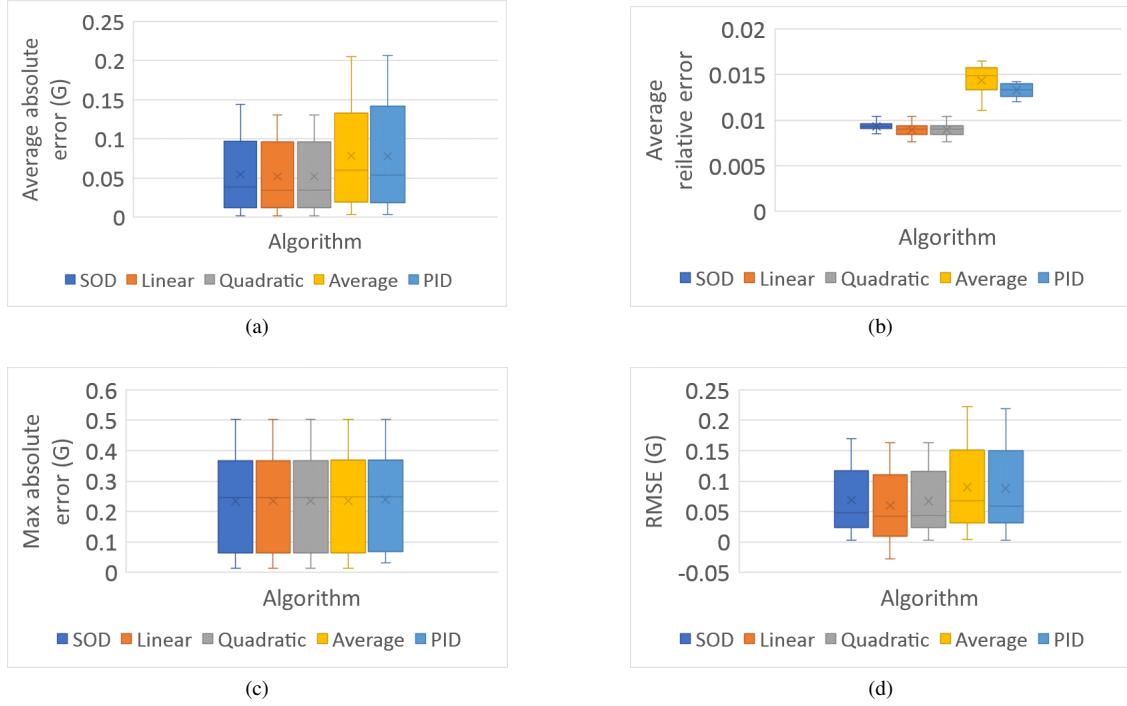 0.25
0.2
0.15
0.1
0.05
0
Average absolute
error (G)
Algorithm
SOD Linear Quadratic Average PID
(a)
0.02
0.015
0.01
0.005
0
Average
reilative error
Algorithm
SOD Linear Quadratic Average PID
(b)
0.6
0.5
0.4
0.3
0.2
0.1
0
Max absolute
error (G)
Algorithm
SOD Linear Quadratic Average PID
(c)
0.25
0.2
0.15
0.1
0.05
0
-0.05
RMSE (G)
Algorithm
SOD Linear Quadratic Average PID
(d)